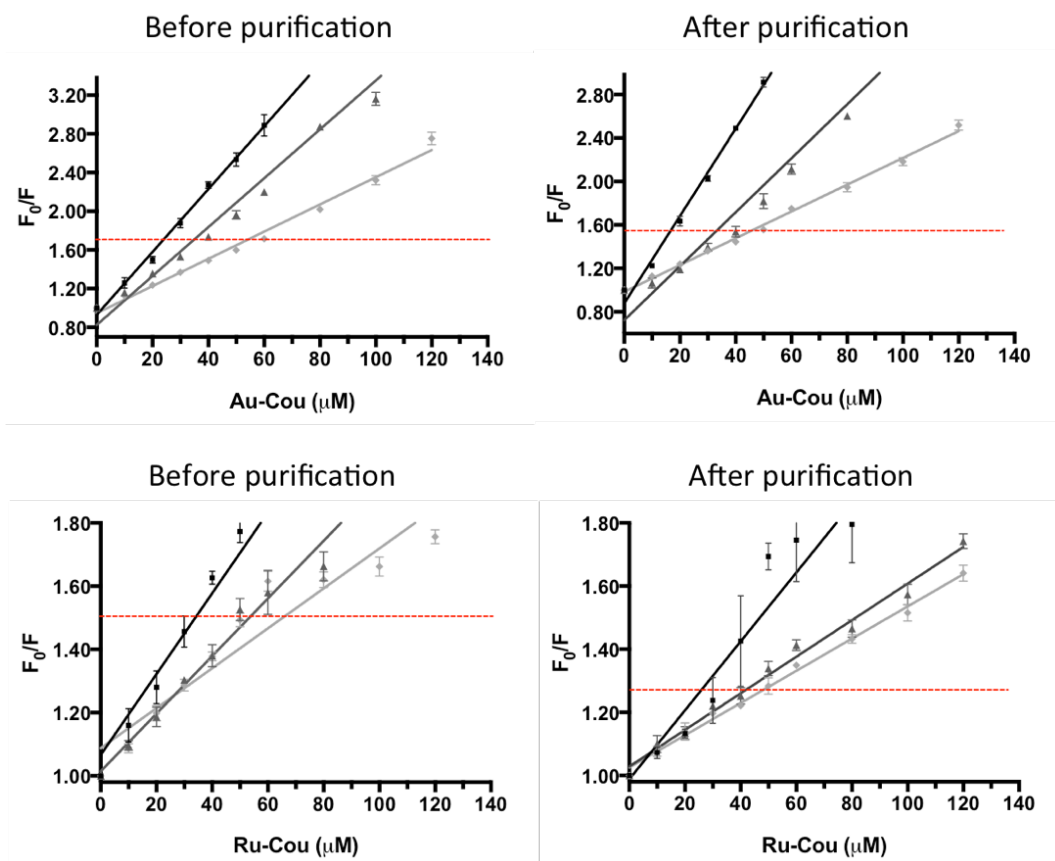 Before purification
After purification
3.20
2.80
2.40
2.00
1.60
1.20
0.80
F0/F
0 20 40 60 80 100 120 140
Au-Cou (μM)
2.80
2.40
2.00
1.60
1.20
0.80
F0/F
0 20 40 60 80 100 120 140
Au-Cou (μM)
Before purification
After purification
1.80
1.60
1.40
1.20
1.00
F0/F
0 20 40 60 80 100 120 140
Ru-Cou (μM)
1.80
1.60
1.40
1.20
1.00
F0/F
0 20 40 60 80 100 120 140
Ru-Cou (μM)